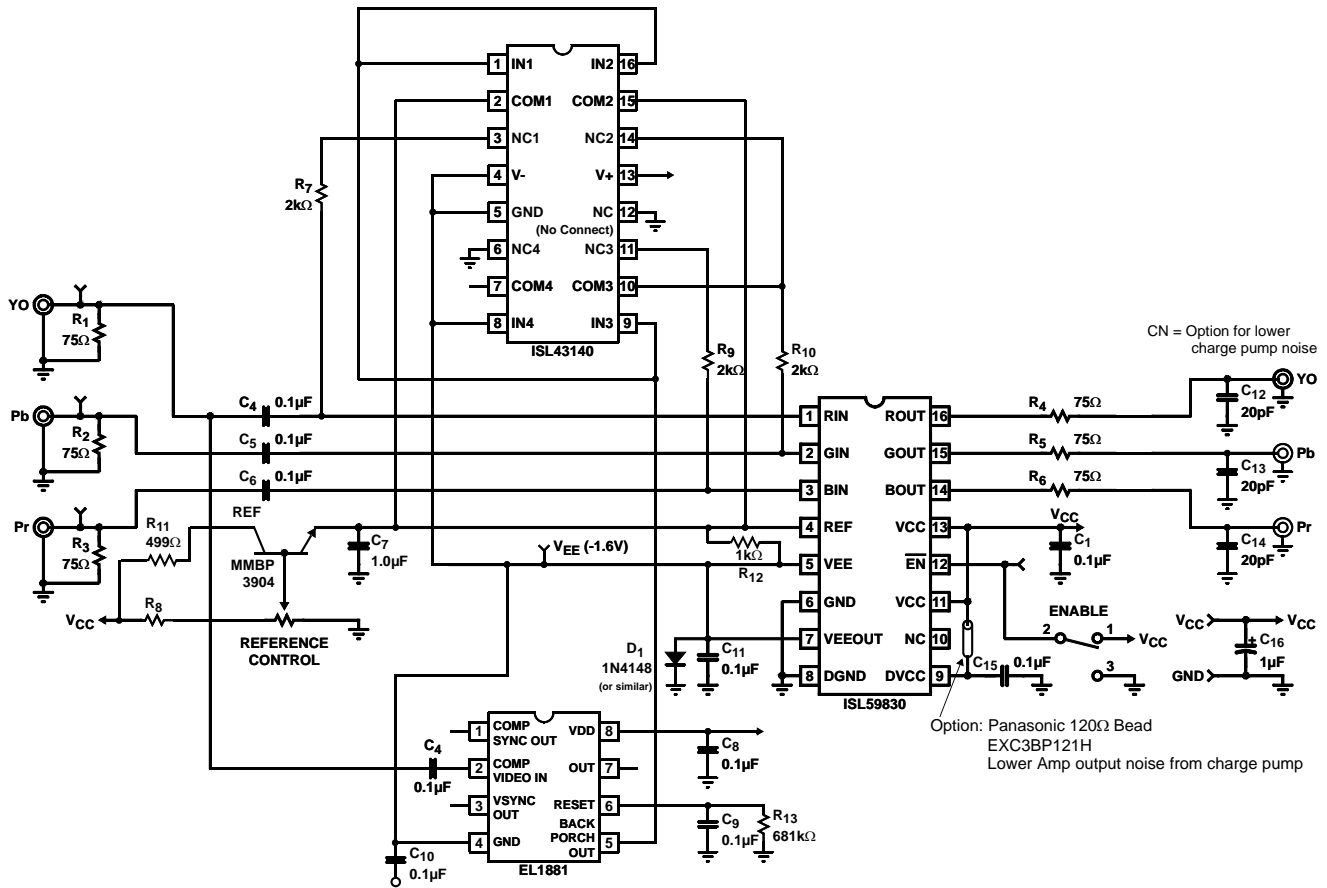 1 IN1 IN2 16
2 COM1 COM2 15
3 NC1 NC2 14
4 V- V+ 13
5 GND NC 12
(No Connect)
6 NC4 NC3 11
7 COM4 COM3 10
8 IN4 IN3 9
ISL43140
R7
2kΩ
YO
R1
75Ω
Pb
R2
75Ω
Pr
R3
75Ω
C4 0.1µF
C5 0.1µF
C6 0.1µF
R9
2kΩ
R10
2kΩ
REF
R11
499Ω
MMBP
3904
C7
1.0µF
VCC
R8
REFERENCE
CONTROL
VEE (-1.6V)
1kΩ
R12
D1
1N4148
(or similar)
C11
0.1µF
1 RIN ROUT 16
2 GIN GOUT 15
3 BIN BOUT 14
4 REF VCC 13
5 VEE EN 12
6 GND VCC 11
7 VEEOUT NC 10
8 DGND DVCC 9
ISL59830
CN = Option for lower
charge pump noise
R4 75Ω
R5 75Ω
R6 75Ω
C12
20pF
YO
C13
20pF
Pb
C14
20pF
Pr
VCC
C1
0.1µF
ENABLE
2 1 VCC
3
C15 0.1µF
VCC VCC
+
C16
1µF
GND
Option: Panasonic 120Ω Bead
EXC3BP121H
Lower Amp output noise from charge pump
1 COMP
SYNC OUT
VDD 8
2 COMP
VIDEO IN
OUT 7
3 VSYNC
OUT
RESET 6
4 GND
BACK
PORCH
OUT 5
EL1881
C4
0.1µF
C8
0.1µF
C9
0.1µF
R13
681kΩ
C10
0.1µF